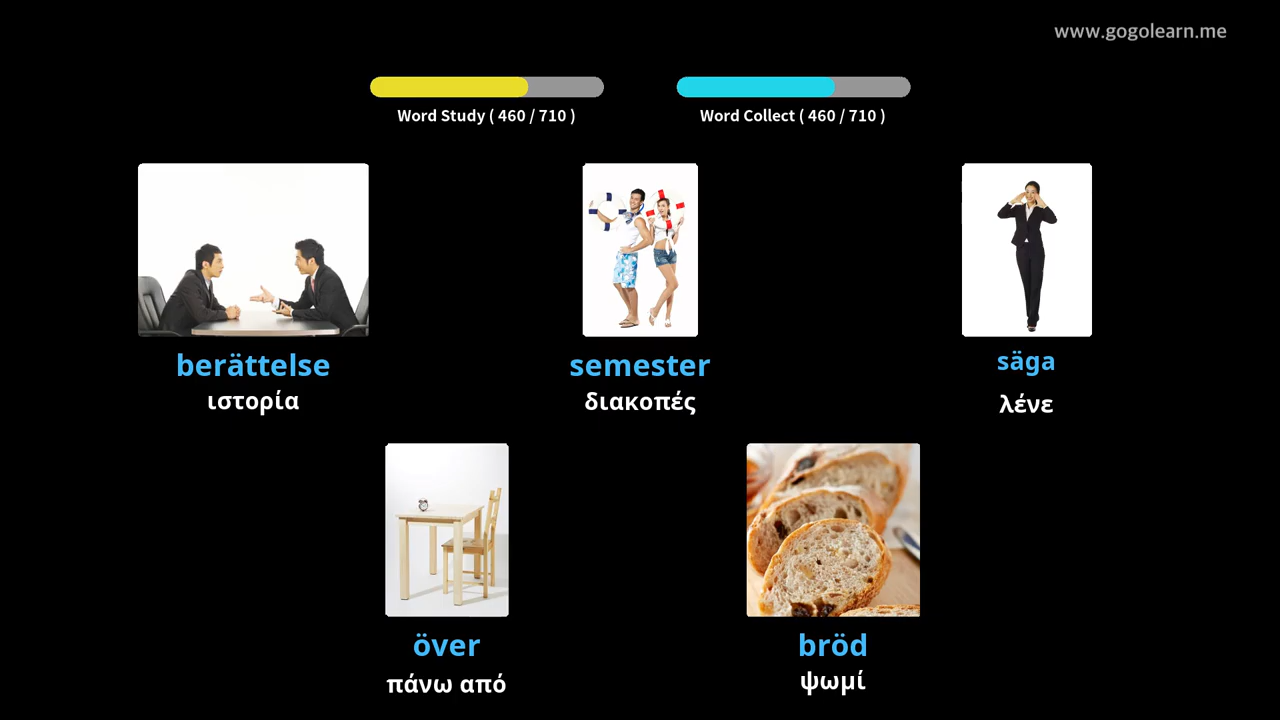 www.gogolearn.me
Word Study ( 460 / 710 )
Word Collect ( 460 / 710 )
berättelse
ιστορία
semester
διακοπές
säga
λένε
över
πάνω από
bröd
ψωμί